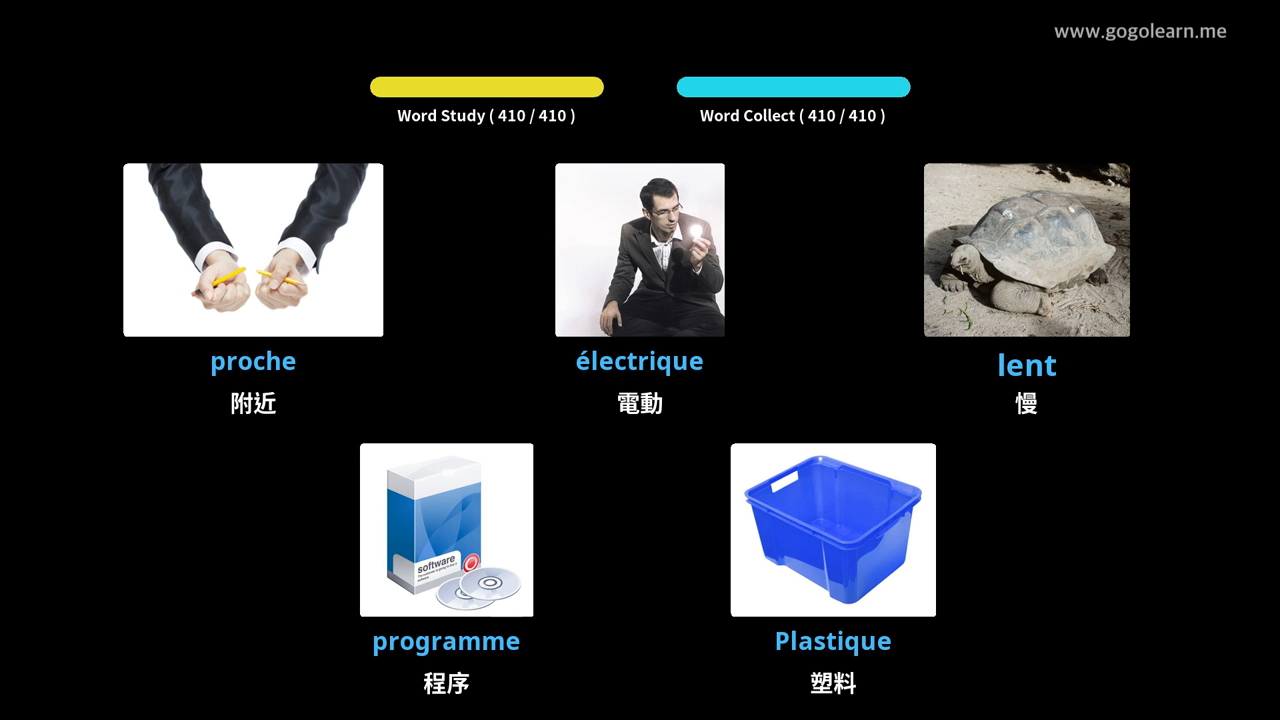 www.gogolearn.me
Word Study ( 410 / 410 )
Word Collect ( 410 / 410 )
proche
附近
électrique
電動
lent
慢
software
programme
程序
Plastique
塑料